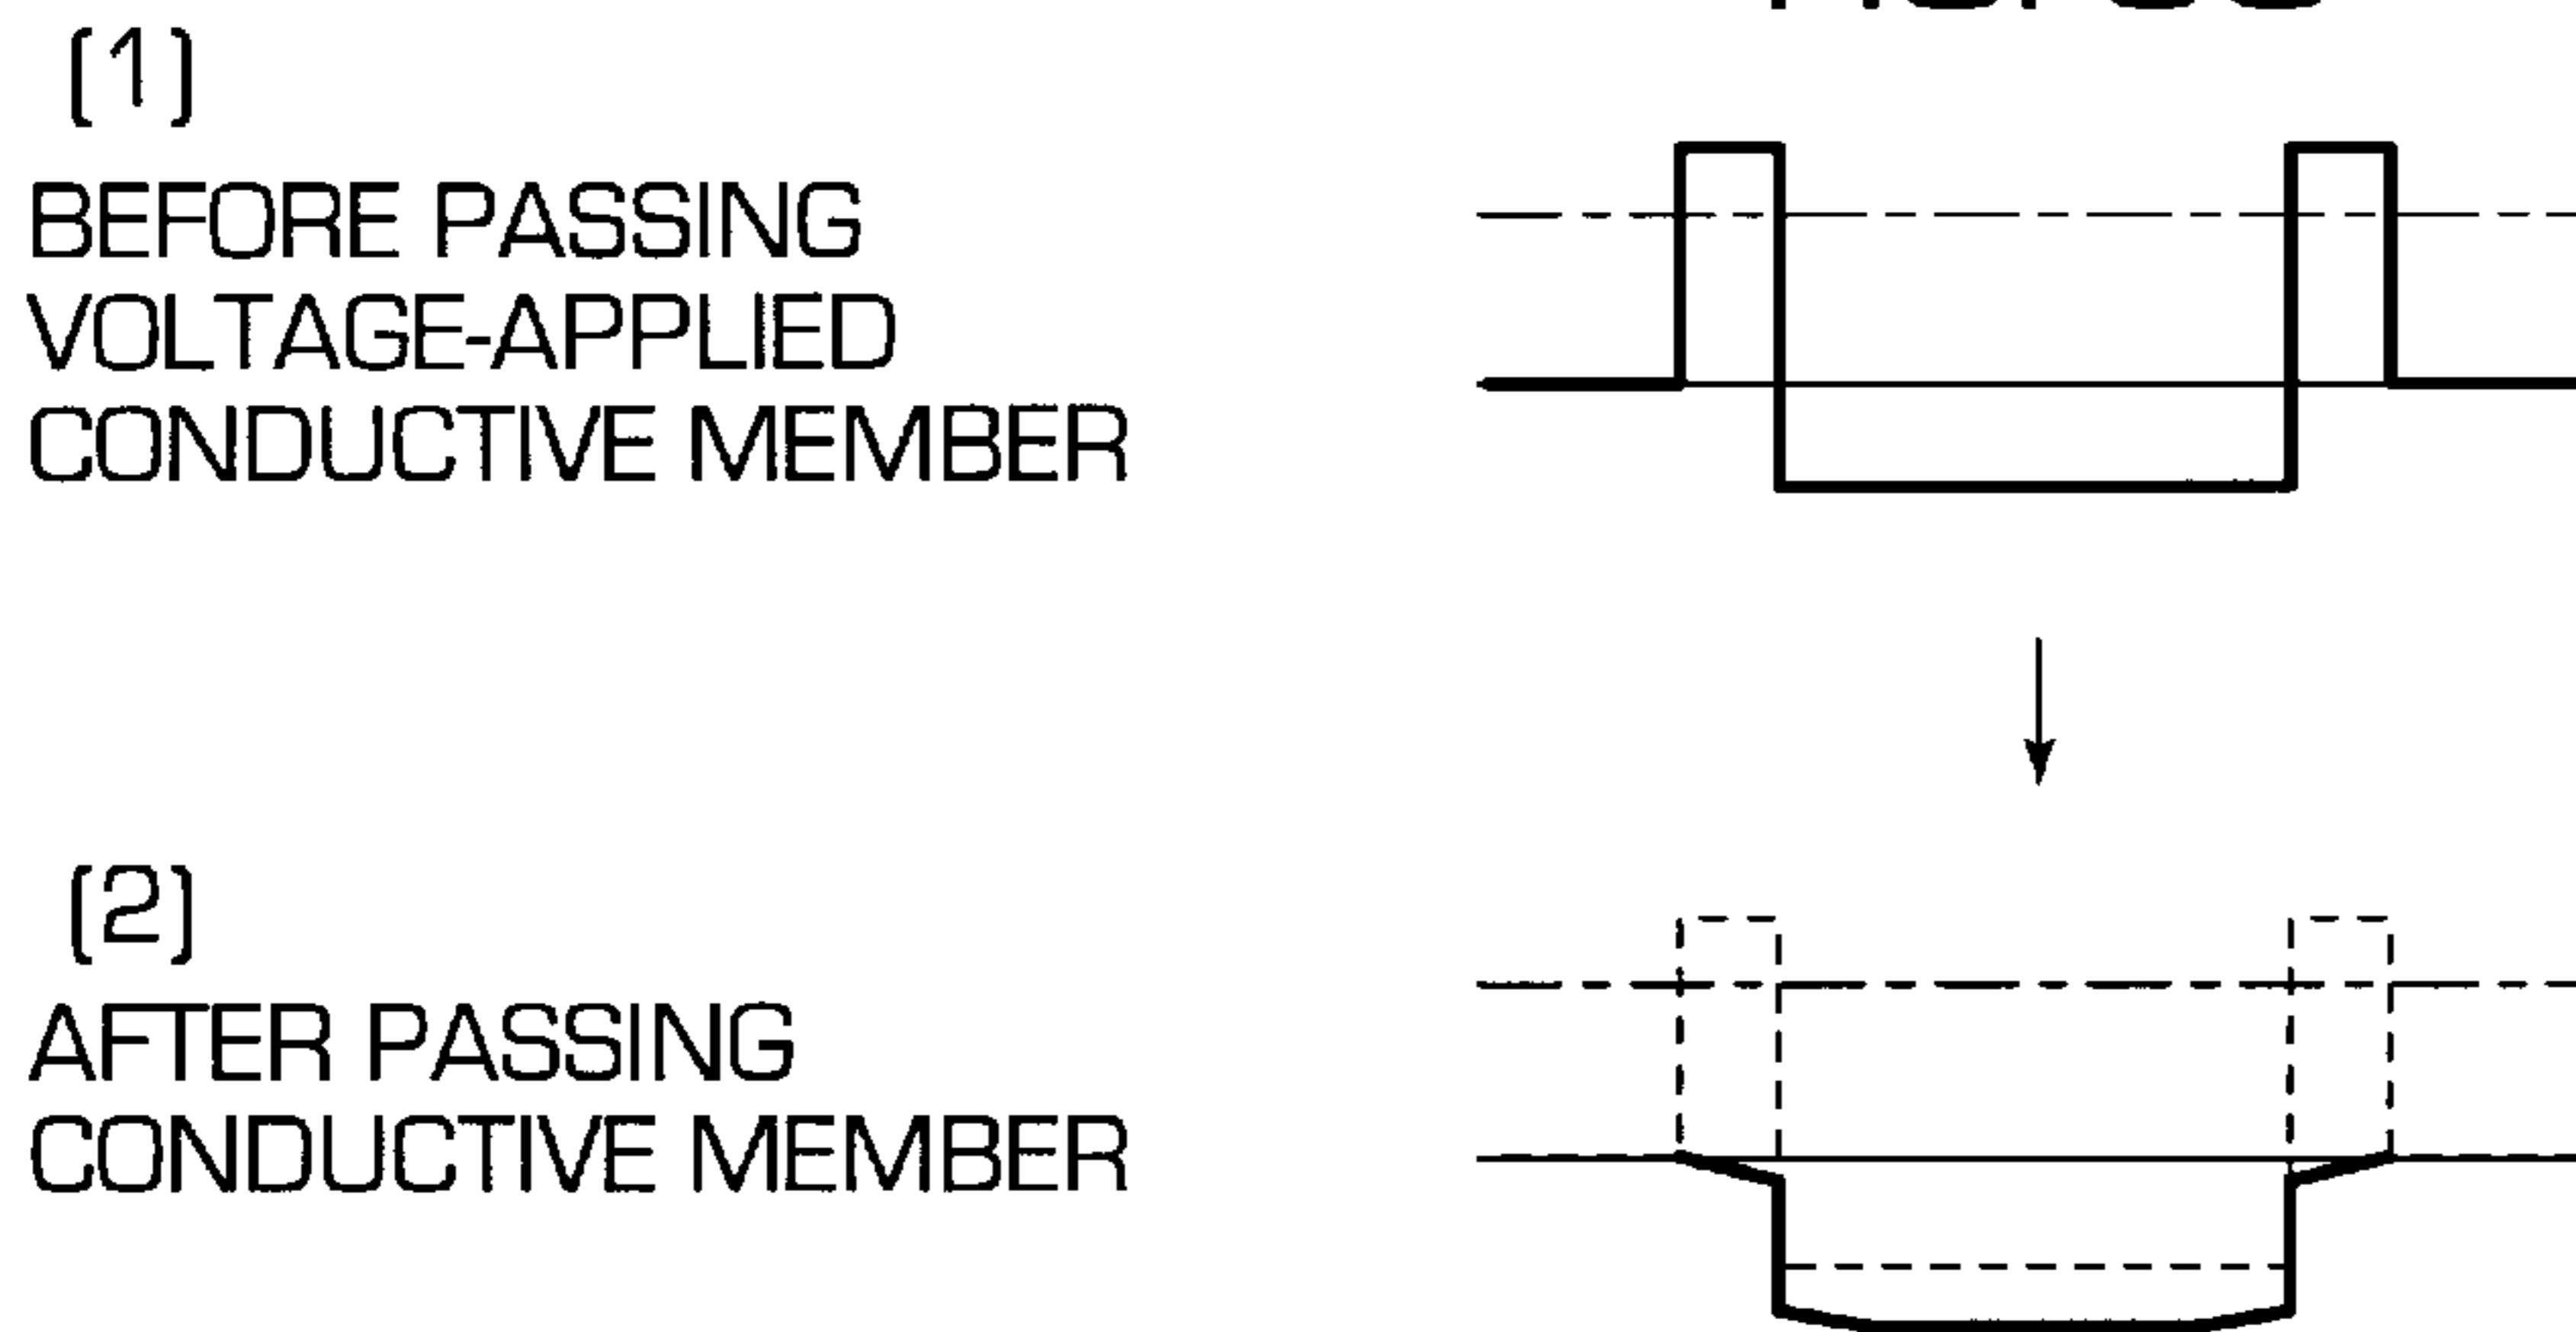 (1)
BEFORE PASSING
VOLTAGE-APPLIED
CONDUCTIVE MEMBER
(2)
AFTER PASSING
CONDUCTIVE MEMBER